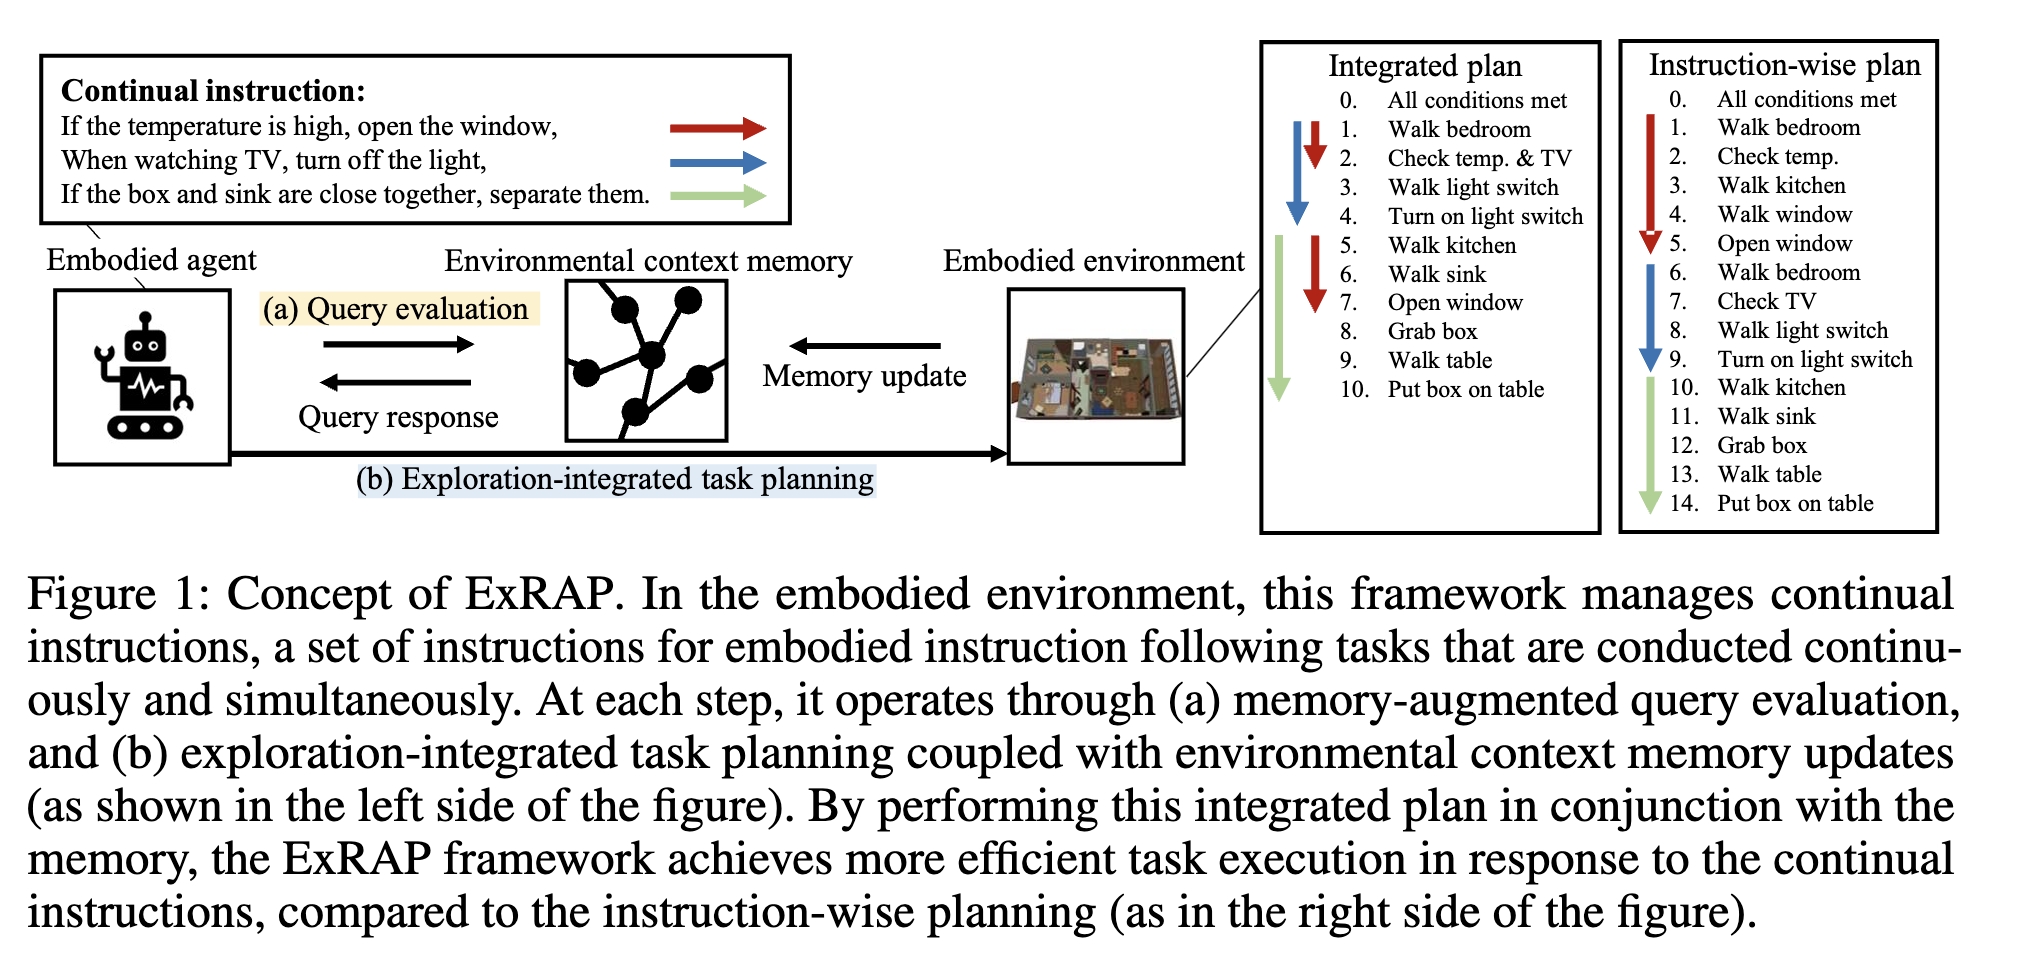 Continual instruction:
If the temperature is high, open the window,
When watching TV, turn off the light,
If the box and sink are close together, separate them.
Embodied agent
Environmental context memory
Embodied environment
(a) Query evaluation
Query response
Memory update
(b) Exploration-integrated task planning
Integrated plan
0. All conditions met
1. Walk bedroom
2. Check temp. & TV
3. Walk light switch
4. Turn on light switch
5. Walk kitchen
6. Walk sink
7. Open window
8. Grab box
9. Walk table
10. Put box on table
Instruction-wise plan
0. All conditions met
1. Walk bedroom
2. Check temp.
3. Walk kitchen
4. Walk window
5. Open window
6. Walk bedroom
7. Check TV
8. Walk light switch
9. Turn on light switch
10. Walk kitchen
11. Walk sink
12. Grab box
13. Walk table
14. Put box on table
Figure 1: Concept of ExRAP. In the embodied environment, this framework manages continual
instructions, a set of instructions for embodied instruction following tasks that are conducted continu-
ously and simultaneously. At each step, it operates through (a) memory-augmented query evaluation,
and (b) exploration-integrated task planning coupled with environmental context memory updates
(as shown in the left side of the figure). By performing this integrated plan in conjunction with the
memory, the ExRAP framework achieves more efficient task execution in response to the continual
instructions, compared to the instruction-wise planning (as in the right side of the figure).